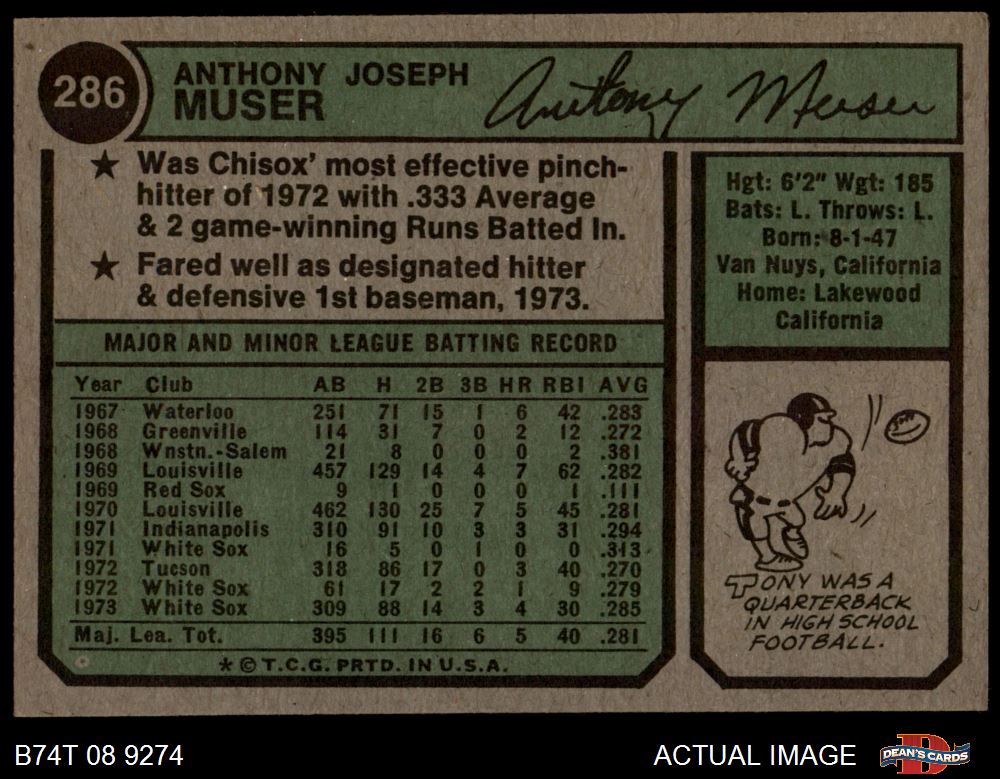 286
ANTHONY JOSEPH
MUSER
Anthony Muser
★ Was Chisox' most effective pinch-
hitter of 1972 with .333 Average
& 2 game-winning Runs Batted In.
★ Fared well as designated hitter
& defensive 1st baseman, 1973.
MAJOR AND MINOR LEAGUE BATTING RECORD
Year Club AB H 2B 3B HR RBI AVG
1967 Waterloo 251 71 15 1 6 42 .283
1968 Greenville 114 31 7 0 2 12 .272
1968 Wnstn.-Salem 21 8 0 0 0 2 .381
1969 Louisville 457 129 14 4 7 62 .282
1969 Red Sox 9 1 0 0 0 1 .111
1970 Louisville 462 130 25 7 5 45 .281
1971 Indianapolis 310 91 10 3 3 31 .294
1971 White Sox 16 5 0 1 0 0 .313
1972 Tucson 318 86 17 0 3 40 .270
1972 White Sox 61 17 2 2 1 9 .279
1973 White Sox 309 88 14 3 4 30 .285
Maj. Lea. Tot. 395 111 16 6 5 40 .281
* © T.C.G. PRTD. IN U.S.A.
Hgt: 6'2" Wgt: 185
Bats: L. Throws: L.
Born: 8-1-47
Van Nuys, California
Home: Lakewood
California
TONY WAS A
QUARTERBACK
IN HIGH SCHOOL
FOOTBALL.
B74T 08 9274
ACTUAL IMAGE
DEAN'S CARDS